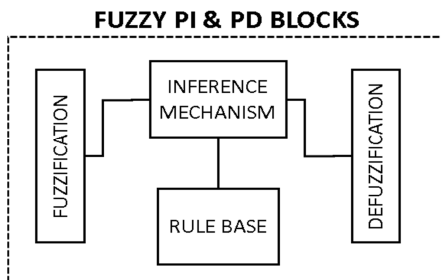 FUZZY PI & PD BLOCKS
FUZZIFICATION
INFERENCE
MECHANISM
RULE BASE
DEFUZZIFICATION